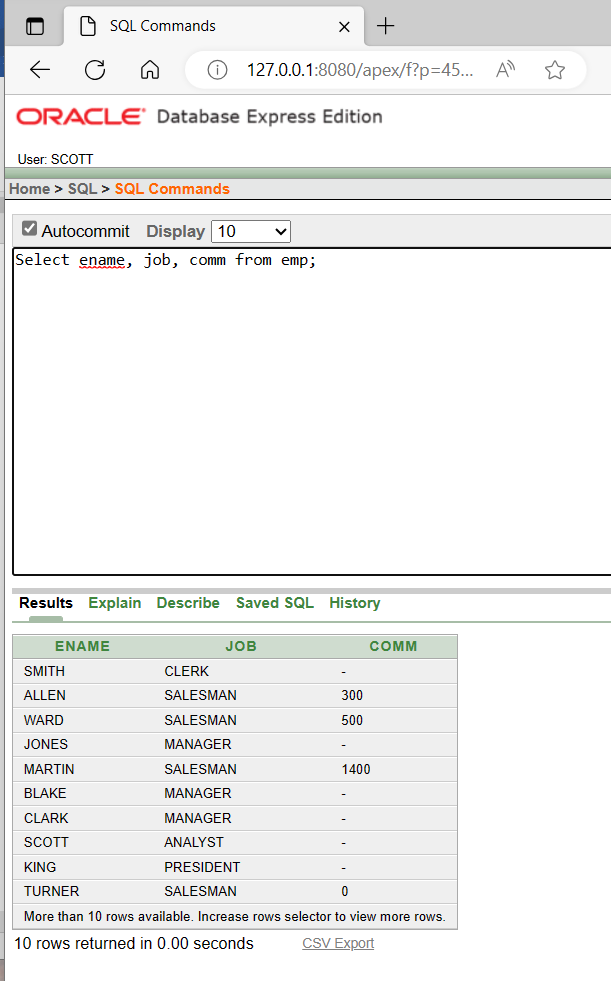 SQL Commands
127.0.0.1:8080/apex/f?p=45...
ORACLE® Database Express Edition
User: SCOTT
Home > SQL > SQL Commands
Autocommit Display 10
Select ename, job, comm from emp;
Results Explain Describe Saved SQL History
ENAME JOB COMM
SMITH CLERK -
ALLEN SALESMAN 300
WARD SALESMAN 500
JONES MANAGER -
MARTIN SALESMAN 1400
BLAKE MANAGER -
CLARK MANAGER -
SCOTT ANALYST -
KING PRESIDENT -
TURNER SALESMAN 0
More than 10 rows available. Increase rows selector to view more rows.
10 rows returned in 0.00 seconds CSV Export